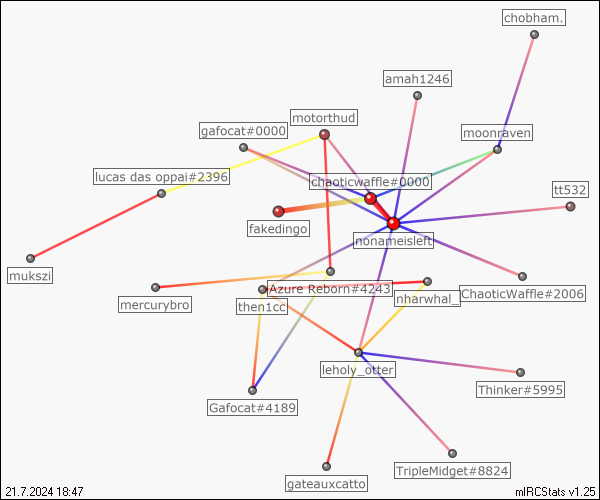 chobham.
amah1246
motorthud
gafocat#0000
moonraven
lucas das oppai#2396
chaoticwaffle#0000
tt532
fakedingo
nonameisleft
mukszi
mercurybro
Azure Reborn#4243
then1cc
nharwhal_
ChaoticWaffle#2006
leholy_otter
Thinker#5995
Gafocat#4189
TripleMidget#8824
gateauxcatto
21.7.2024 18:47
mIRCStats v1.25